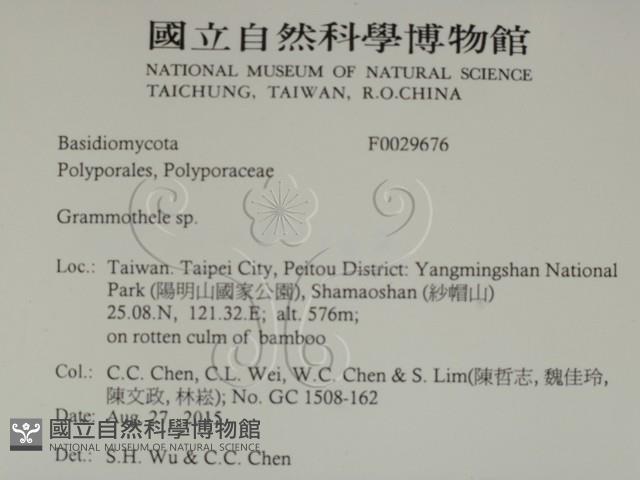 國立自然科學博物館
NATIONAL MUSEUM OF NATURAL SCIENCE
TAICHUNG, TAIWAN, R.O.CHINA
Basidiomycota F0029676
Polyporales, Polyporaceae
Grammothele sp.
Loc.: Taiwan. Taipei City, Peitou District: Yangmingshan National
Park (陽明山國家公園), Shamaoshan (紗帽山)
25.08.N, 121.32.E; alt. 576m;
on rotten culm of bamboo
Col.: C.C. Chen, C.L. Wei, W.C. Chen & S. Lim(陳哲志, 魏佳玲,
陳文政, 林崧); No. GC 1508-162
Date: Aug. 27, 2015
國立自然科學博物館
NATIONAL MUSEUM OF NATURAL SCIENCE
Det.: S.H. Wu & C.C. Chen